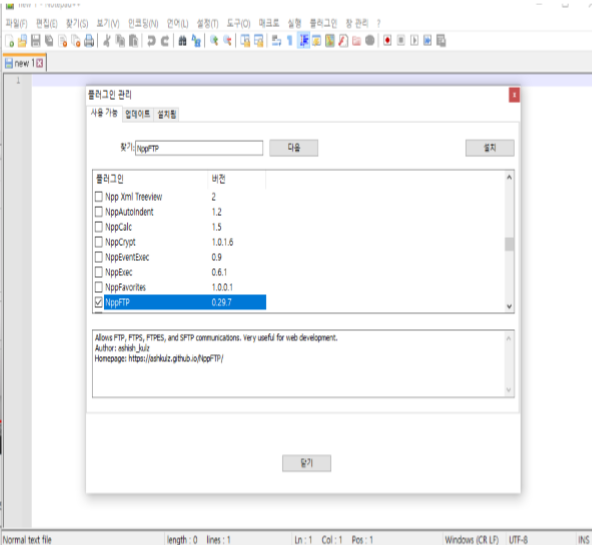 new 1 - Notepad++
파일(F) 편집(E) 찾기(S) 보기(V) 인코딩(N) 언어(L) 설정(T) 도구(O) 매크로 실행 플러그인 창 관리 ?
new 1
1
플러그인 관리
사용 가능 업데이트 설치됨
찾기: NppFTP 다음 설치
플러그인 버전
Npp Xml Treeview 2
NppAutoIndent 1.2
NppCalc 1.5
NppCrypt 1.0.1.6
NppEventExec 0.9
NppExec 0.6.1
NppFavorites 1.0.0.1
NppFTP 0.29.7
Allows FTP, FTPS, FTPES, and SFTP communications. Very useful for web development.
Author: ashish_kulz
Homepage: https://ashkulz.github.io/NppFTP/
닫기
Normal text file length : 0 lines : 1 Ln : 1 Col : 1 Pos : 1 Windows (CR LF) UTF-8 INS